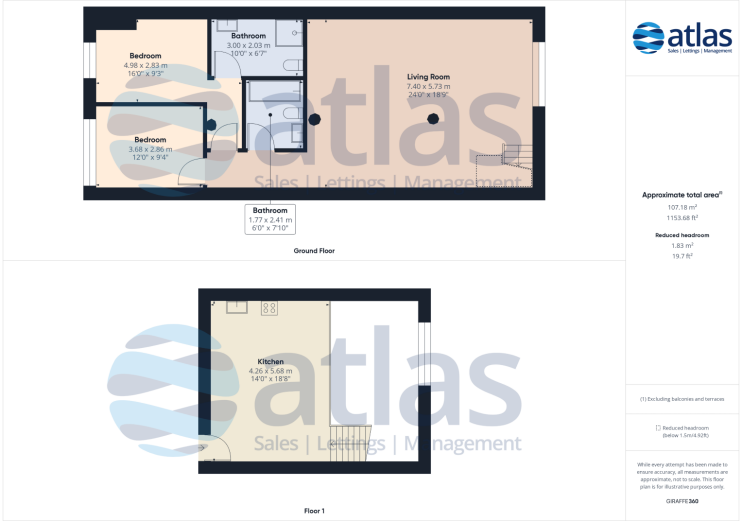 Bathroom
3.00 x 2.03 m
10'0" x 6'7"
Bedroom
4.98 x 2.83 m
16'0" x 9'3"
Living Room
7.40 x 5.73 m
24'0" x 18'9"
Bedroom
3.68 x 2.86 m
12'0" x 9'4"
atlas
Sales | Lettings | Management
Bathroom
1.77 x 2.41 m
6'0" x 7'10"
Ground Floor
Kitchen
4.26 x 5.68 m
14'0" x 18'8"
atlas
Sales | Lettings | Management
Floor 1
atlas
Sales | Lettings | Management
Approximate total area(1)
107.18 m²
1153.68 ft²
Reduced headroom
1.83 m²
19.7 ft²
(1) Excluding balconies and terraces
Reduced headroom
(below 1.5m/4.92ft)
While every attempt has been made to
ensure accuracy, all measurements are
approximate, not to scale. This floor
plan is for illustrative purposes only.
GIRAFFE360